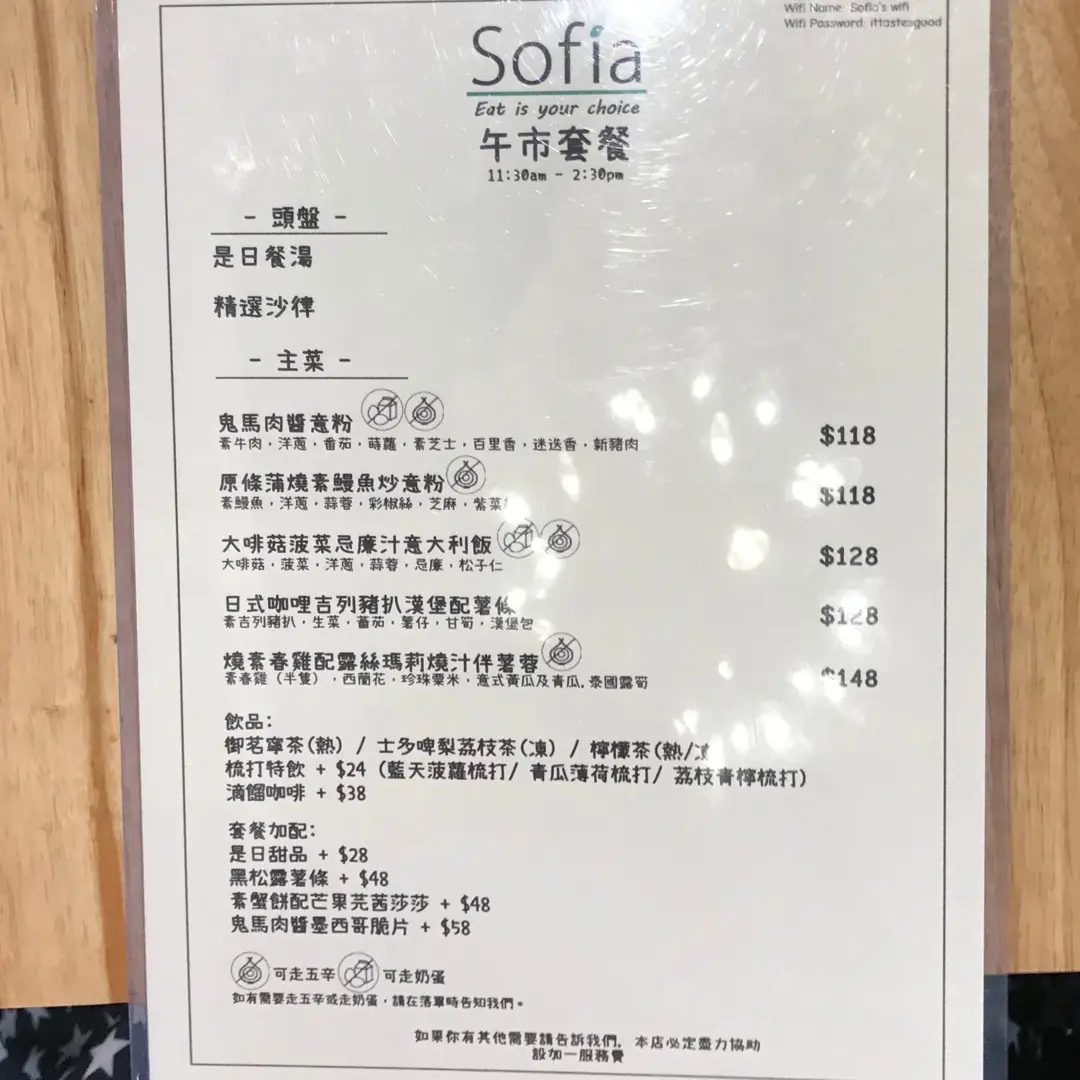 Wifi Name: Sofia's wifi
Wifi Password: ittastesgood
Sofia
Eat is your choice
午市套餐
11:30am - 2:30pm
- 頭盤 -
是日餐湯
精選沙律
- 主菜 -
鬼馬肉醬意粉
素牛肉，洋蔥，番茄，蒔蘿，素芝士，百里香，迷迭香，新豬肉
$118
原條蒲燒素鰻魚炒意粉
素鰻魚，洋蔥，蒜蓉，彩椒絲，芝麻，紫菜
$118
大啡菇菠菜忌廉汁意大利飯
大啡菇，菠菜，洋蔥，蒜蓉，忌廉，松子仁
$128
日式咖哩吉列豬扒漢堡配薯條
素吉列豬扒，生菜，蕃茄，薯仔，甘筍，漢堡包
$128
燒素春雞配露絲瑪莉燒汁伴薯蓉
素春雞（半隻），西蘭花，珍珠粟米，意式黃瓜及青瓜，泰國露筍
$148
飲品：
御茗寧茶(熱) / 士多啤梨荔枝茶(凍) / 檸檬茶(熱/凍
梳打特飲 + $24 (藍天菠蘿梳打/ 青瓜薄荷梳打/ 荔枝青檸梳打)
滴餾咖啡 + $38
套餐加配：
是日甜品 + $28
黑松露薯條 + $48
素蟹餅配芒果芫茜莎莎 + $48
鬼馬肉醬墨西哥脆片 + $58
可走五辛 可走奶蛋
如有需要走五辛或走奶蛋，請在落單時告知我們。
如果你有其他需要請告訴我們，本店必定盡力協助
設加一服務費